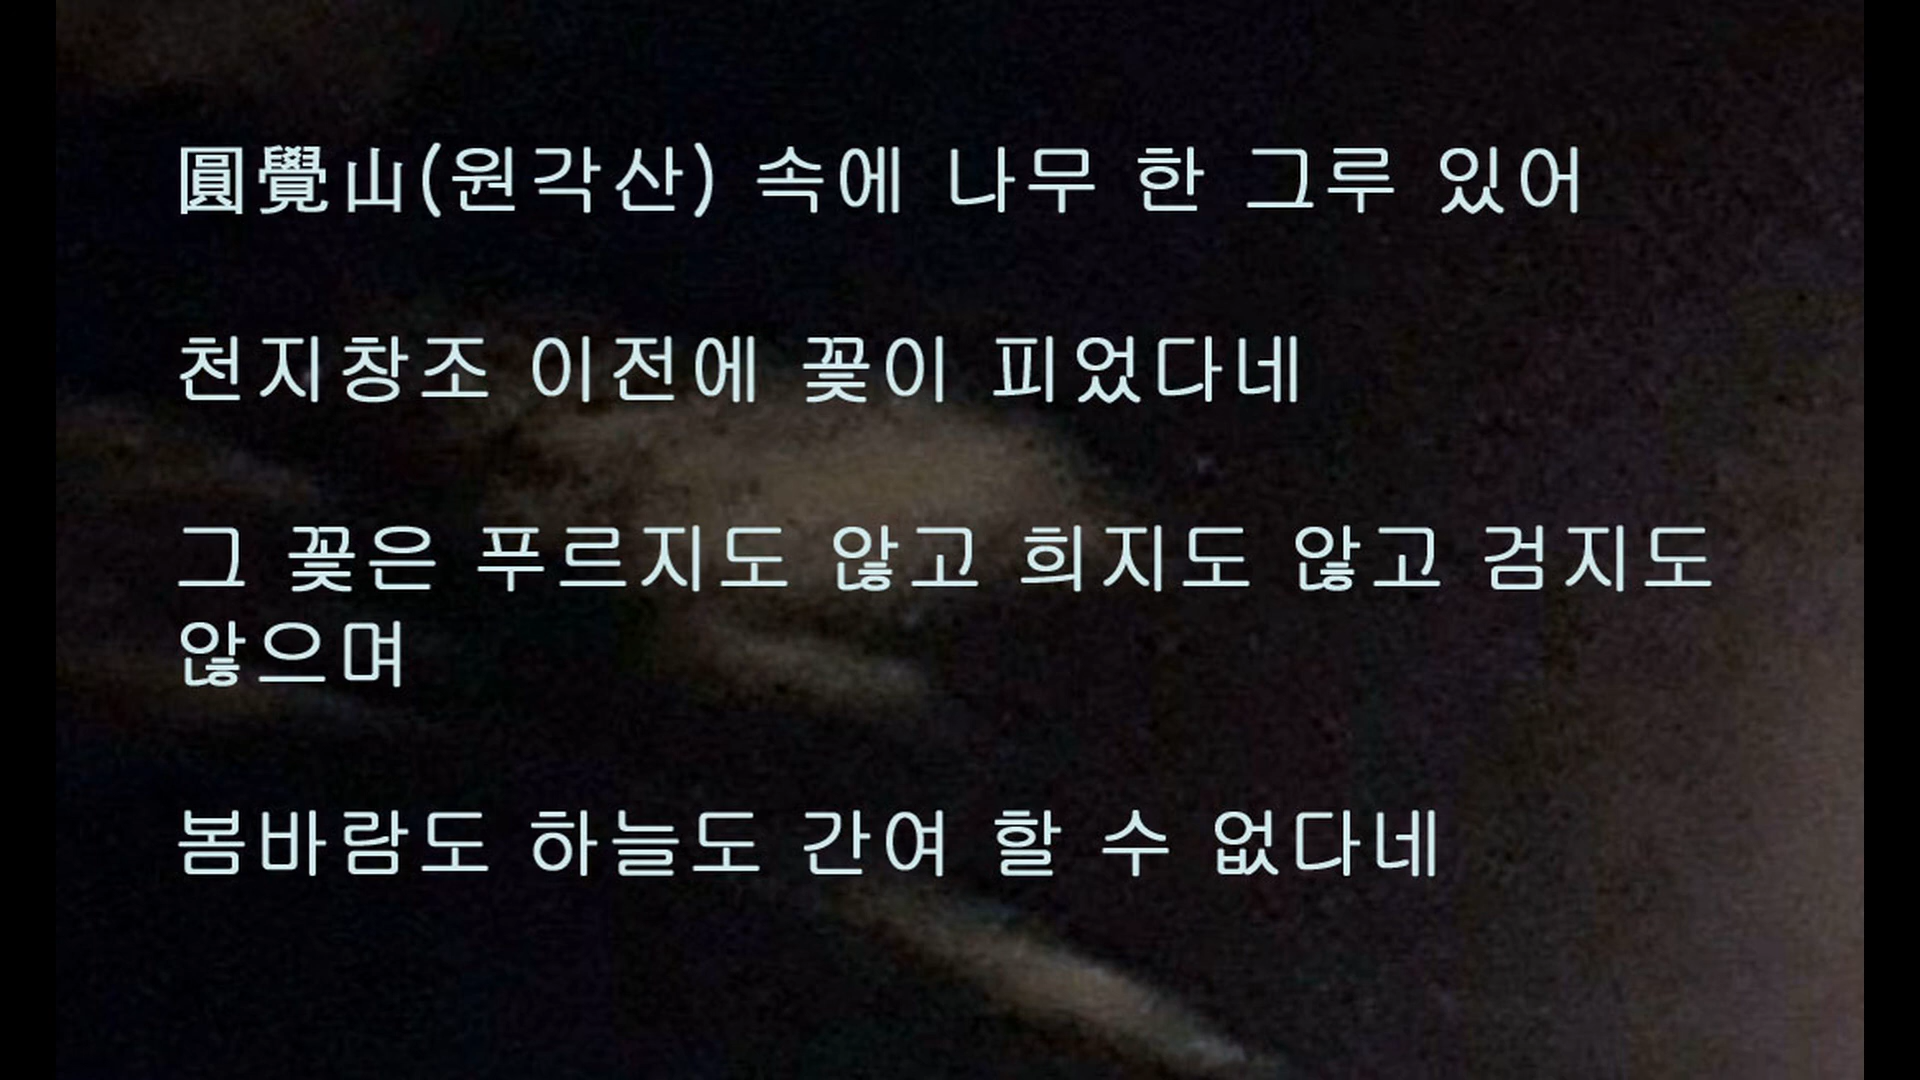 圓覺山(원각산) 속에 나무 한 그루 있어
천지창조 이전에 꽃이 피었다네
그 꽃은 푸르지도 않고 희지도 않고 검지도
않으며
봄바람도 하늘도 간여 할 수 없다네